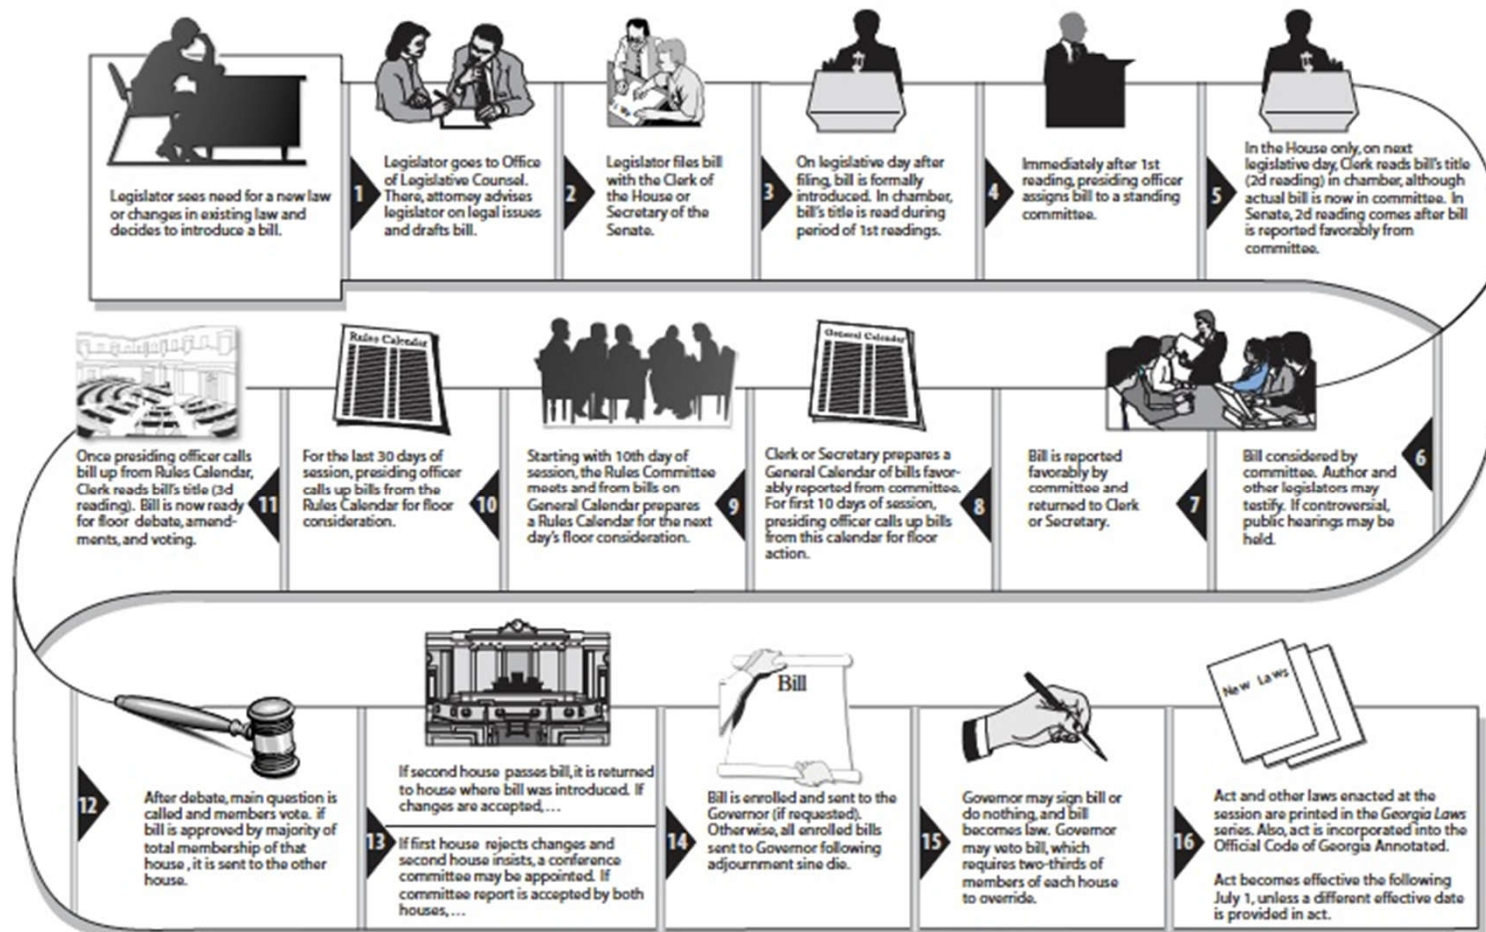 Legislator sees need for a new law
or changes in existing law and
decides to introduce a bill.
1
Legislator goes to Office
of Legislative Counsel.
There, attorney advises
legislator on legal issues
and drafts bill.
2
Legislator files bill
with the Clerk of
the House or
Secretary of the
Senate.
3
On legislative day after
filing, bill is formally
introduced. In chamber,
bill's title is read during
period of 1st readings.
4
Immediately after 1st
reading, presiding officer
assigns bill to a standing
committee.
5
In the House only, on next
legislative day, Clerk reads bill's title
(2d reading) in chamber, although
actual bill is now in committee. In
Senate, 2d reading comes after bill
is reported favorably from
committee.
6
Bill considered by
committee. Author and
other legislators may
testify. If controversial,
public hearings may be
held.
7
Bill is reported
favorably by
committee and
returned to Clerk
or Secretary.
8
General Calendar
Clerk or Secretary prepares a
General Calendar of bills favor-
ably reported from committee.
For first 10 days of session,
presiding officer calls up bills
from this calendar for floor
action.
9
Starting with 10th day of
session, the Rules Committee
meets and from bills on
General Calendar prepares
a Rules Calendar for the next
day's floor consideration.
10
Rules Calendar
For the last 30 days of
session, presiding officer
calls up bills from the
Rules Calendar for floor
consideration.
11
Once presiding officer calls
bill up from Rules Calendar,
Clerk reads bill's title (3d
reading). Bill is now ready
for floor debate, amend-
ments, and voting.
12
After debate, main question is
called and members vote. if
bill is approved by majority of
total membership of that
house , it is sent to the other
house.
13
If second house passes bill, it is returned
to house where bill was introduced. If
changes are accepted,…
If first house rejects changes and
second house insists, a conference
committee may be appointed. If
committee report is accepted by both
houses,…
14
Bill
Bill is enrolled and sent to the
Governor (if requested).
Otherwise, all enrolled bills
sent to Governor following
adjournment sine die.
15
Governor may sign bill or
do nothing, and bill
becomes law. Governor
may veto bill, which
requires two-thirds of
members of each house
to override.
16
New Laws
Act and other laws enacted at the
session are printed in the Georgia Laws
series. Also, act is incorporated into the
Official Code of Georgia Annotated.
Act becomes effective the following
July 1, unless a different effective date
is provided in act.